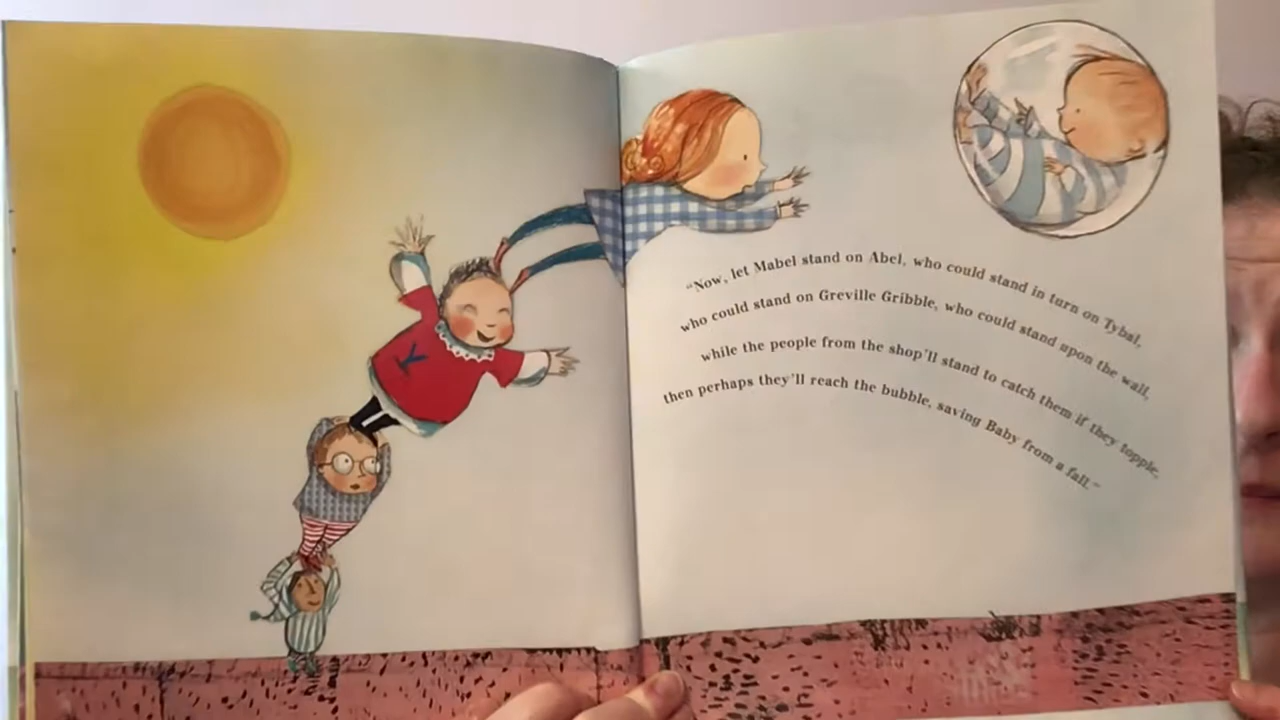 "Now, let Mabel stand on Abel, who could stand in turn on Tybal,
who could stand on Greville Gribble, who could stand upon the wall,
while the people from the shop'll stand to catch them if they topple,
then perhaps they'll reach the bubble, saving Baby from a fall."